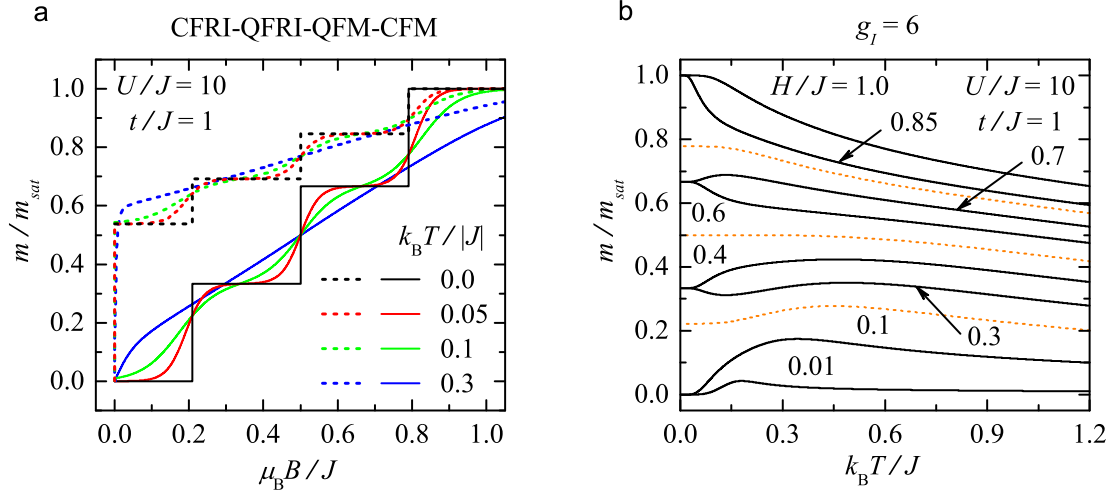 a
CFRI-QFRI-QFM-CFM
U/J = 10
t/J = 1
k_B T/|J|
0.0
0.05
0.1
0.3
m/m_sat
1.0
0.8
0.6
0.4
0.2
0.0
0.0 0.2 0.4 0.6 0.8 1.0
μ_B B/J
b
g_I = 6
H/J = 1.0
U/J = 10
t/J = 1
0.85
0.7
0.6
0.4
0.3
0.1
0.01
m/m_sat
1.0
0.8
0.6
0.4
0.2
0.0
0.0 0.3 0.6 0.9 1.2
k_B T/J